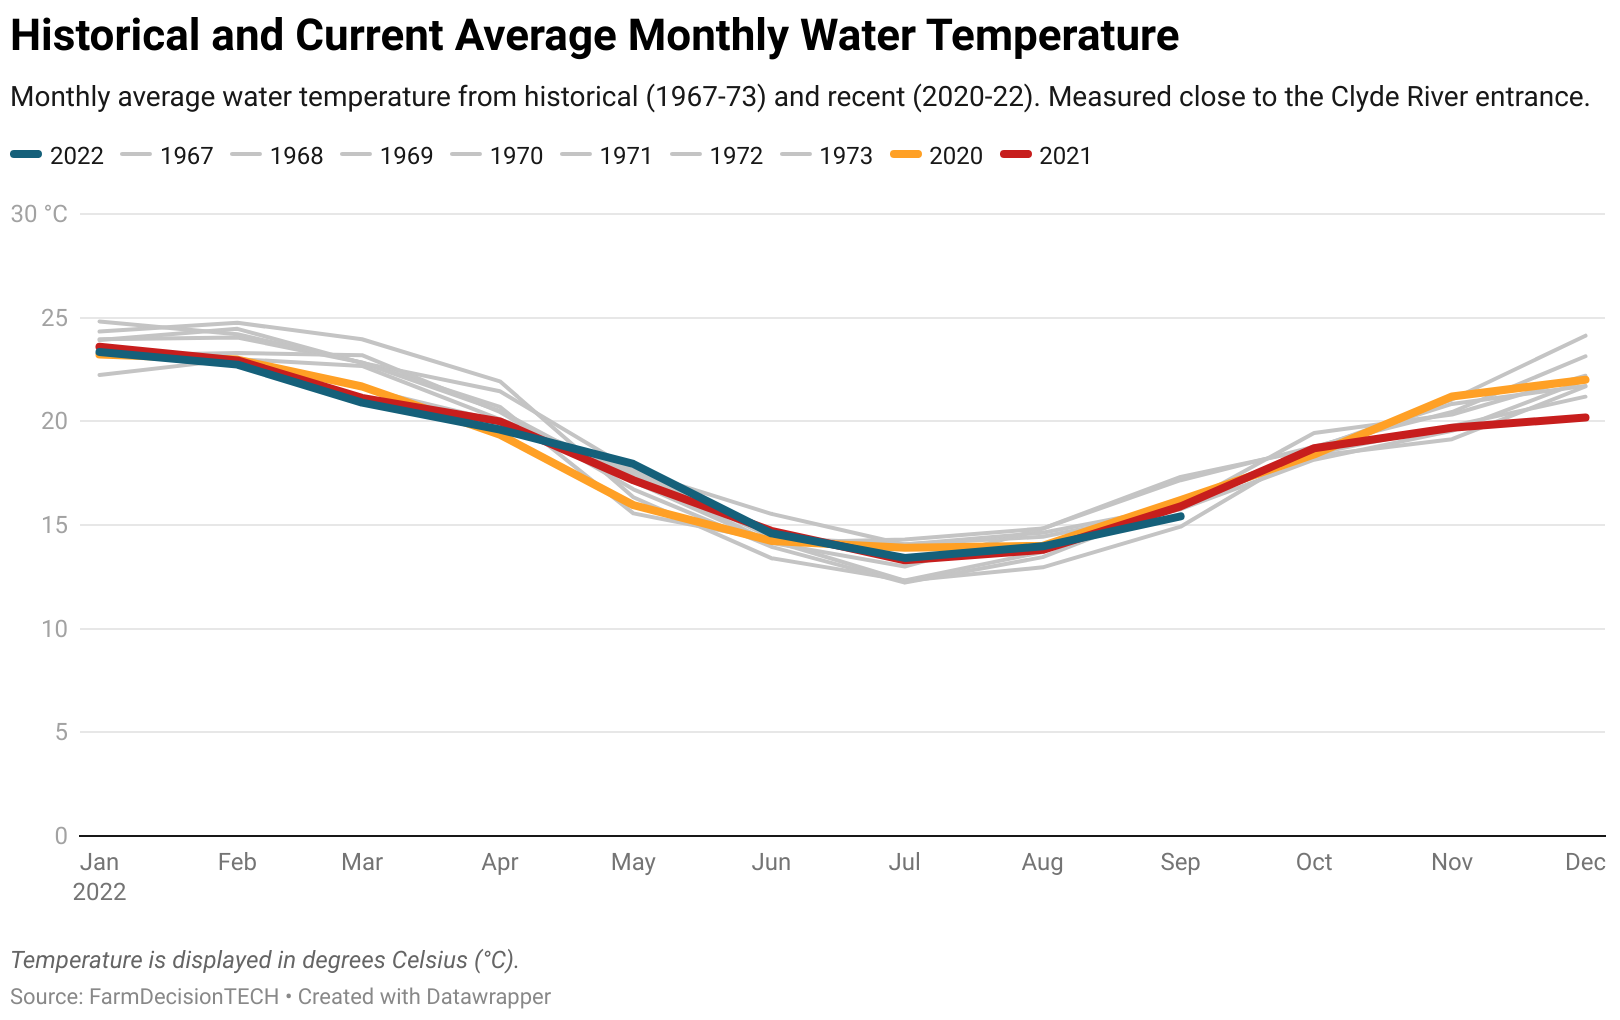 Historical and Current Average Monthly Water Temperature
Monthly average water temperature from historical (1967-73) and recent (2020-22). Measured close to the Clyde River entrance.
2022 1967 1968 1969 1970 1971 1972 1973 2020 2021
30 °C
25
20
15
10
5
0
Jan Feb Mar Apr May Jun Jul Aug Sep Oct Nov Dec
2022
Temperature is displayed in degrees Celsius (°C).
Source: FarmDecisionTECH • Created with Datawrapper